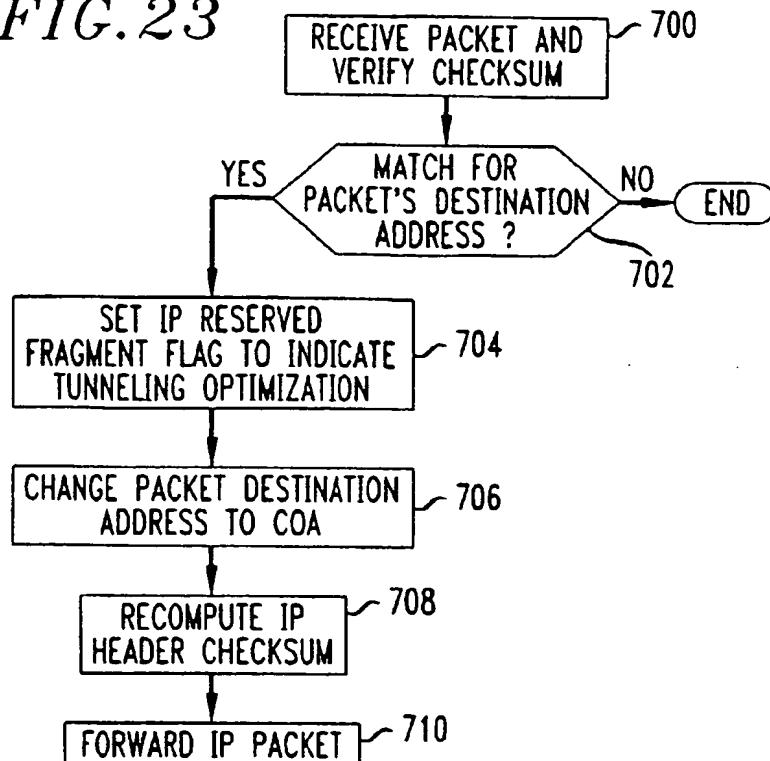 FIG. 23
RECEIVE PACKET AND
VERIFY CHECKSUM
700
MATCH FOR
PACKET'S DESTINATION
ADDRESS ?
702
YES
NO
END
SET IP RESERVED
FRAGMENT FLAG TO INDICATE
TUNNELING OPTIMIZATION
704
CHANGE PACKET DESTINATION
ADDRESS TO COA
706
RECOMPUTE IP
HEADER CHECKSUM
708
FORWARD IP PACKET
710